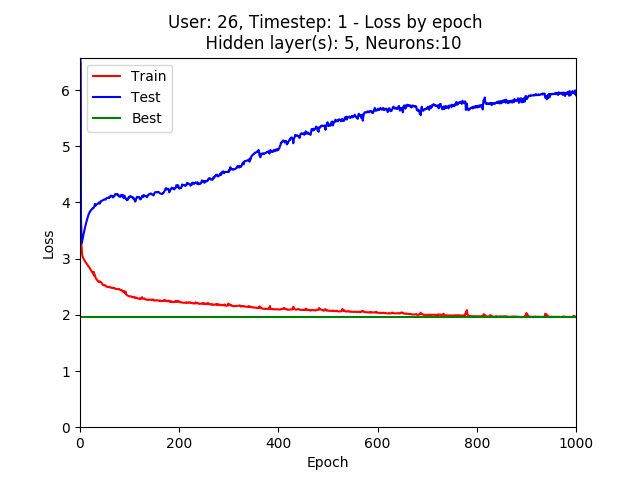 User: 26, Timestep: 1 - Loss by epoch
Hidden layer(s): 5, Neurons:10
Train
Test
Best
6
5
4
3
2
1
0
Loss
0 200 400 600 800 1000
Epoch